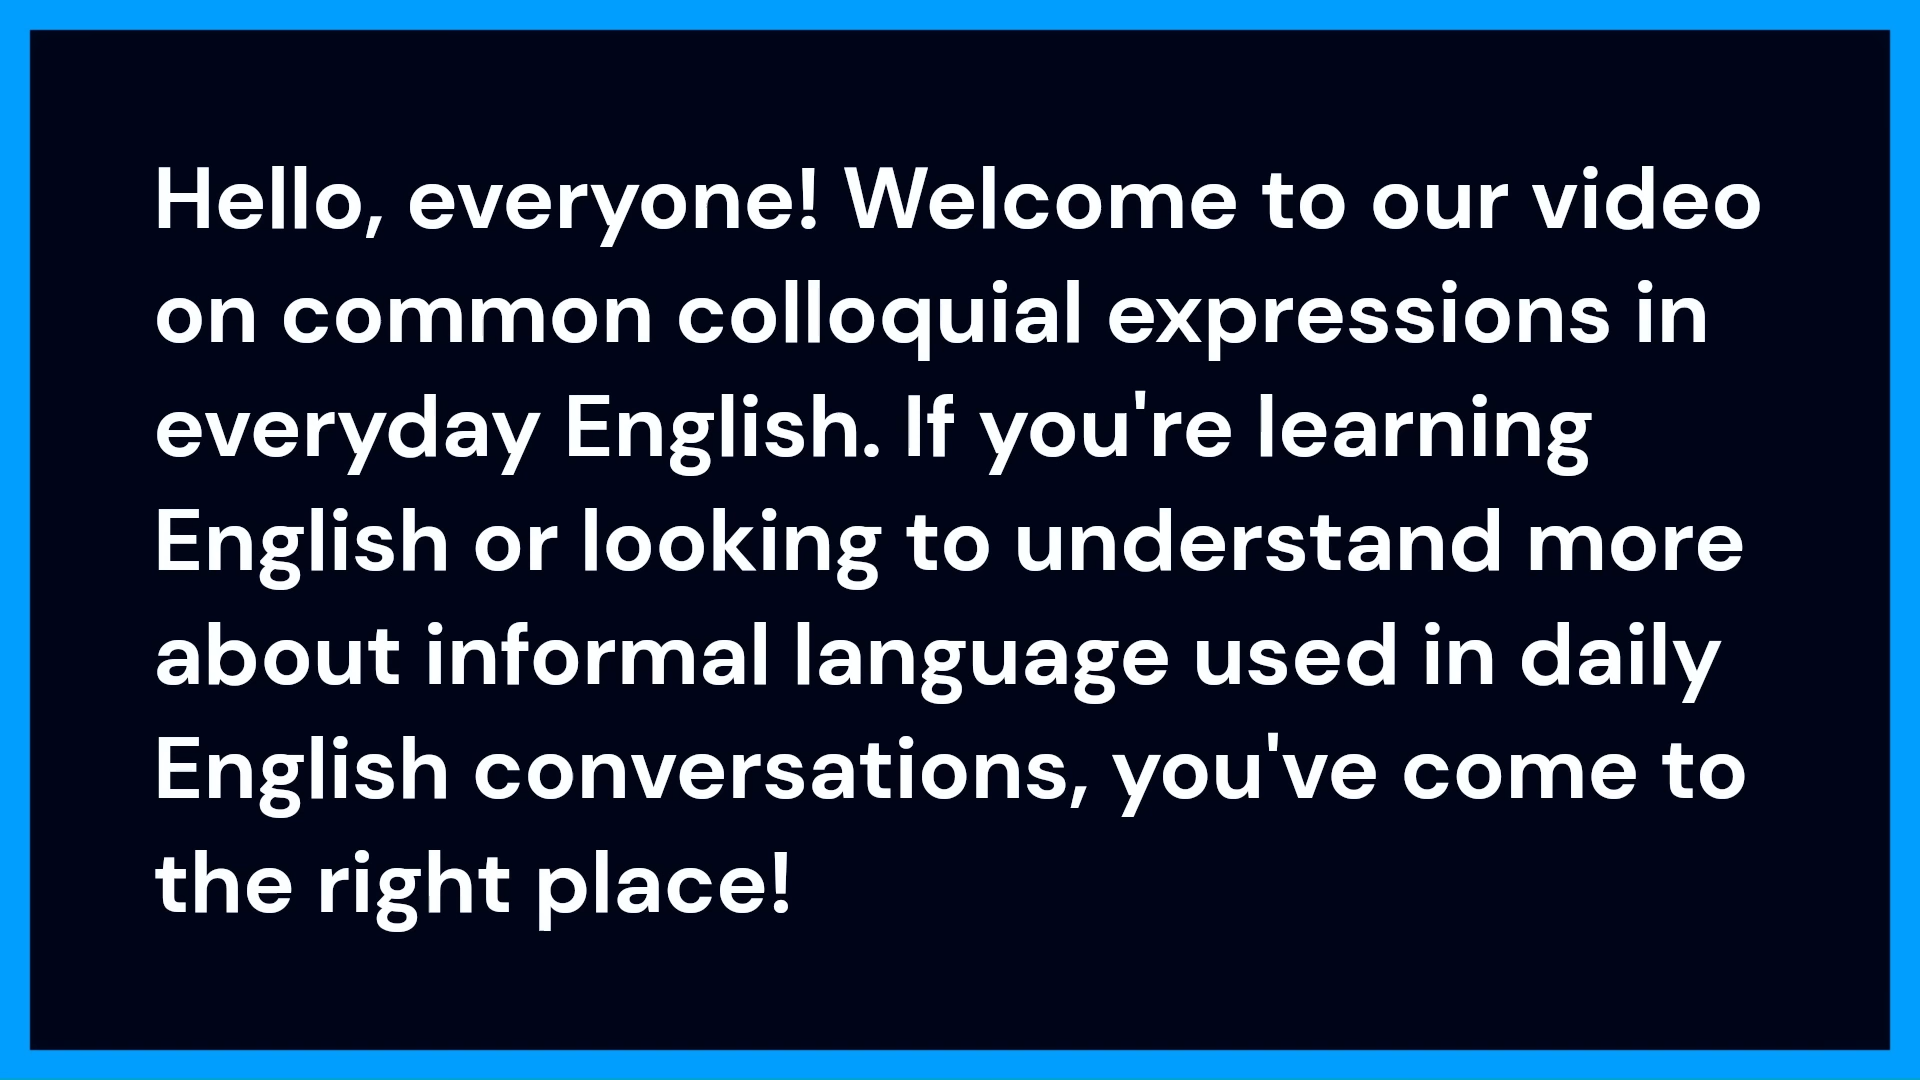 Hello, everyone! Welcome to our video
on common colloquial expressions in
everyday English. If you're learning
English or looking to understand more
about informal language used in daily
English conversations, you've come to
the right place!